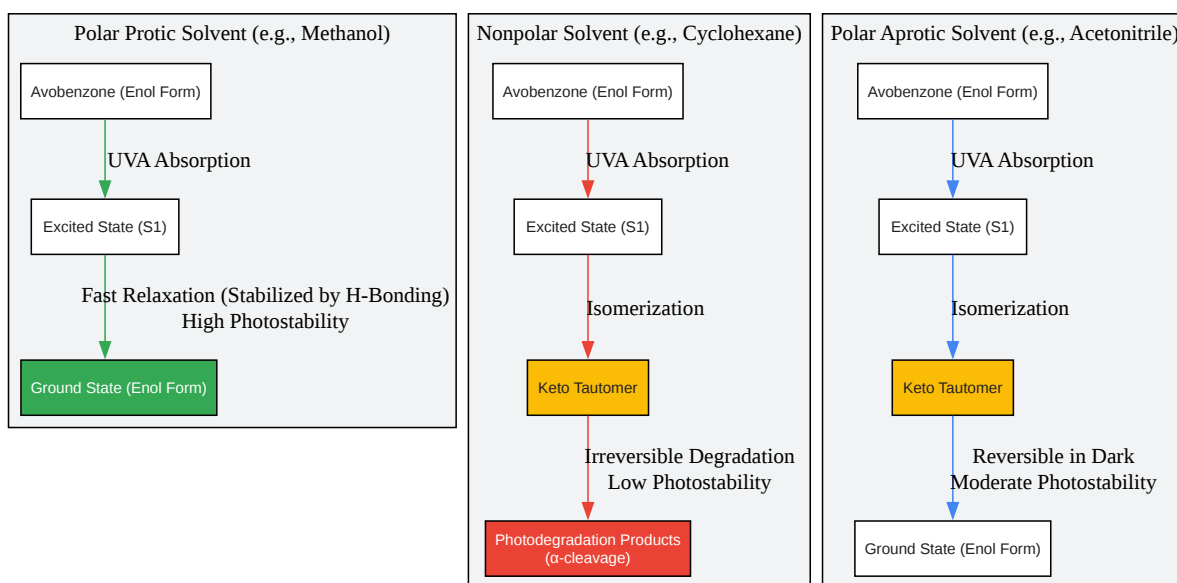 Polar Protic Solvent (e.g., Methanol)
Avobenzone (Enol Form)
UVA Absorption
Excited State (S1)
Fast Relaxation (Stabilized by H-Bonding)
High Photostability
Ground State (Enol Form)
Nonpolar Solvent (e.g., Cyclohexane)
Avobenzone (Enol Form)
UVA Absorption
Excited State (S1)
Isomerization
Keto Tautomer
Irreversible Degradation
Low Photostability
Photodegradation Products
(α-cleavage)
Polar Aprotic Solvent (e.g., Acetonitrile)
Avobenzone (Enol Form)
UVA Absorption
Excited State (S1)
Isomerization
Keto Tautomer
Reversible in Dark
Moderate Photostability
Ground State (Enol Form)